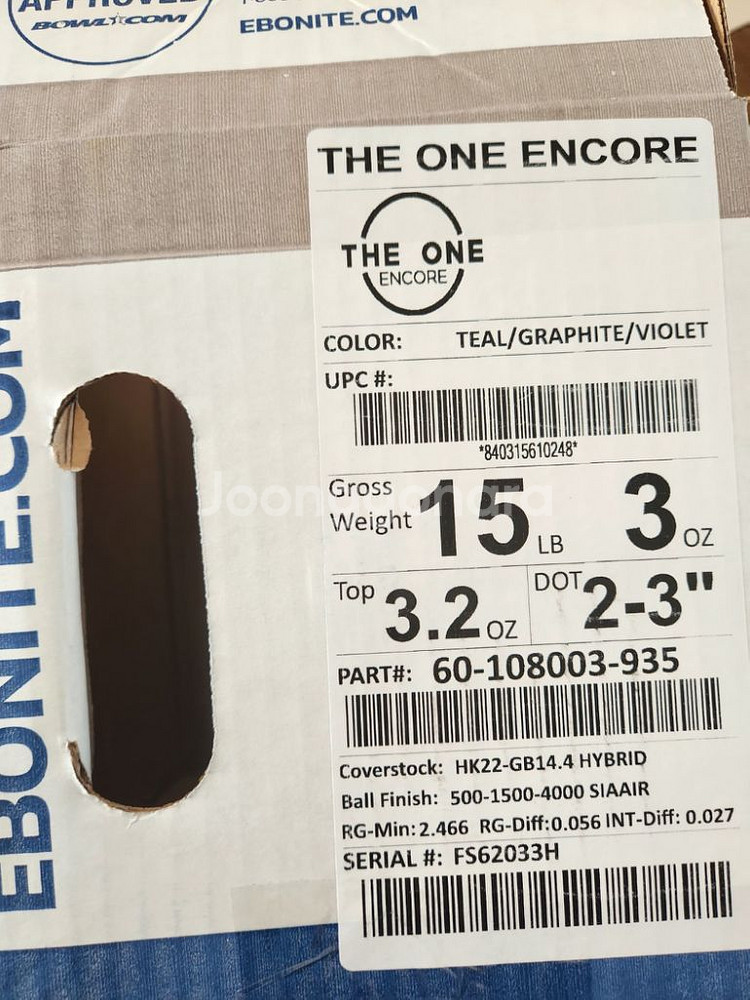 APPROVED
BOWL.COM
EBONITE.COM
EBONITE.COM
THE ONE ENCORE
THE ONE
ENCORE
COLOR: TEAL/GRAPHITE/VIOLET
UPC #:
*840315610248*
Gross Weight 15 LB 3 OZ
Top 3.2 OZ DOT 2-3"
PART#: 60-108003-935
Coverstock: HK22-GB14.4 HYBRID
Ball Finish: 500-1500-4000 SIAAIR
RG-Min: 2.466 RG-Diff: 0.056 INT-Diff: 0.027
SERIAL #: FS62033H